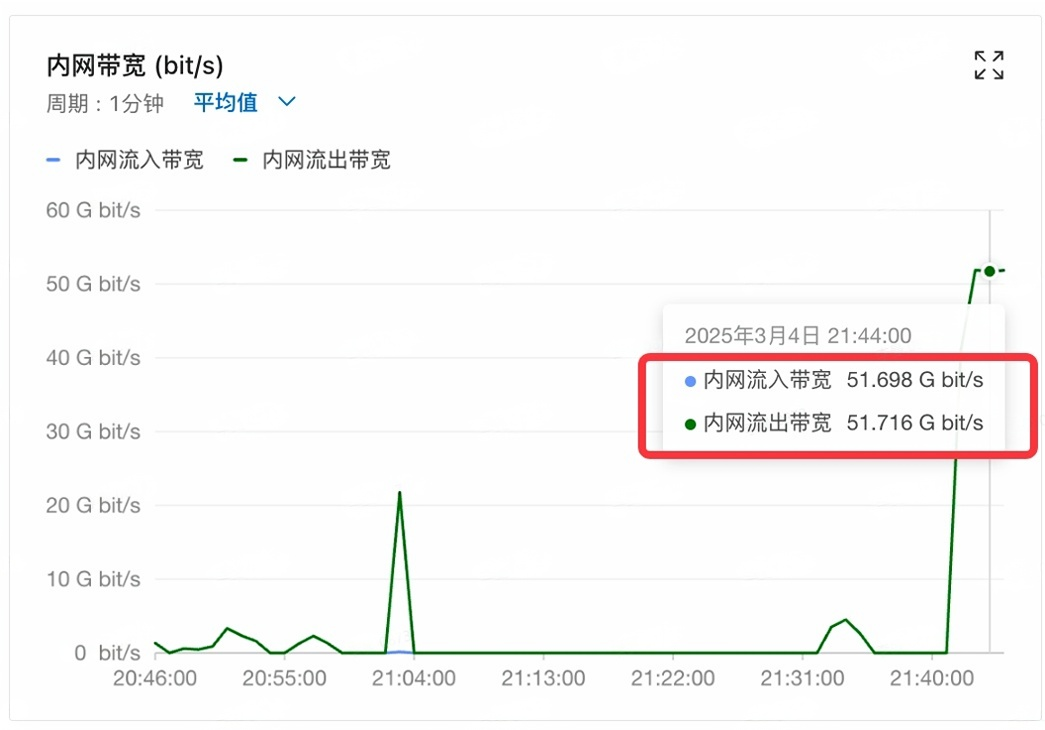 内网带宽 (bit/s)
周期：1分钟 平均值
内网流入带宽 内网流出带宽
60 G bit/s
50 G bit/s
2025年3月4日 21:44:00
40 G bit/s
内网流入带宽 51.698 G bit/s
内网流出带宽 51.716 G bit/s
30 G bit/s
20 G bit/s
10 G bit/s
0 bit/s
20:46:00 20:55:00 21:04:00 21:13:00 21:22:00 21:31:00 21:40:00